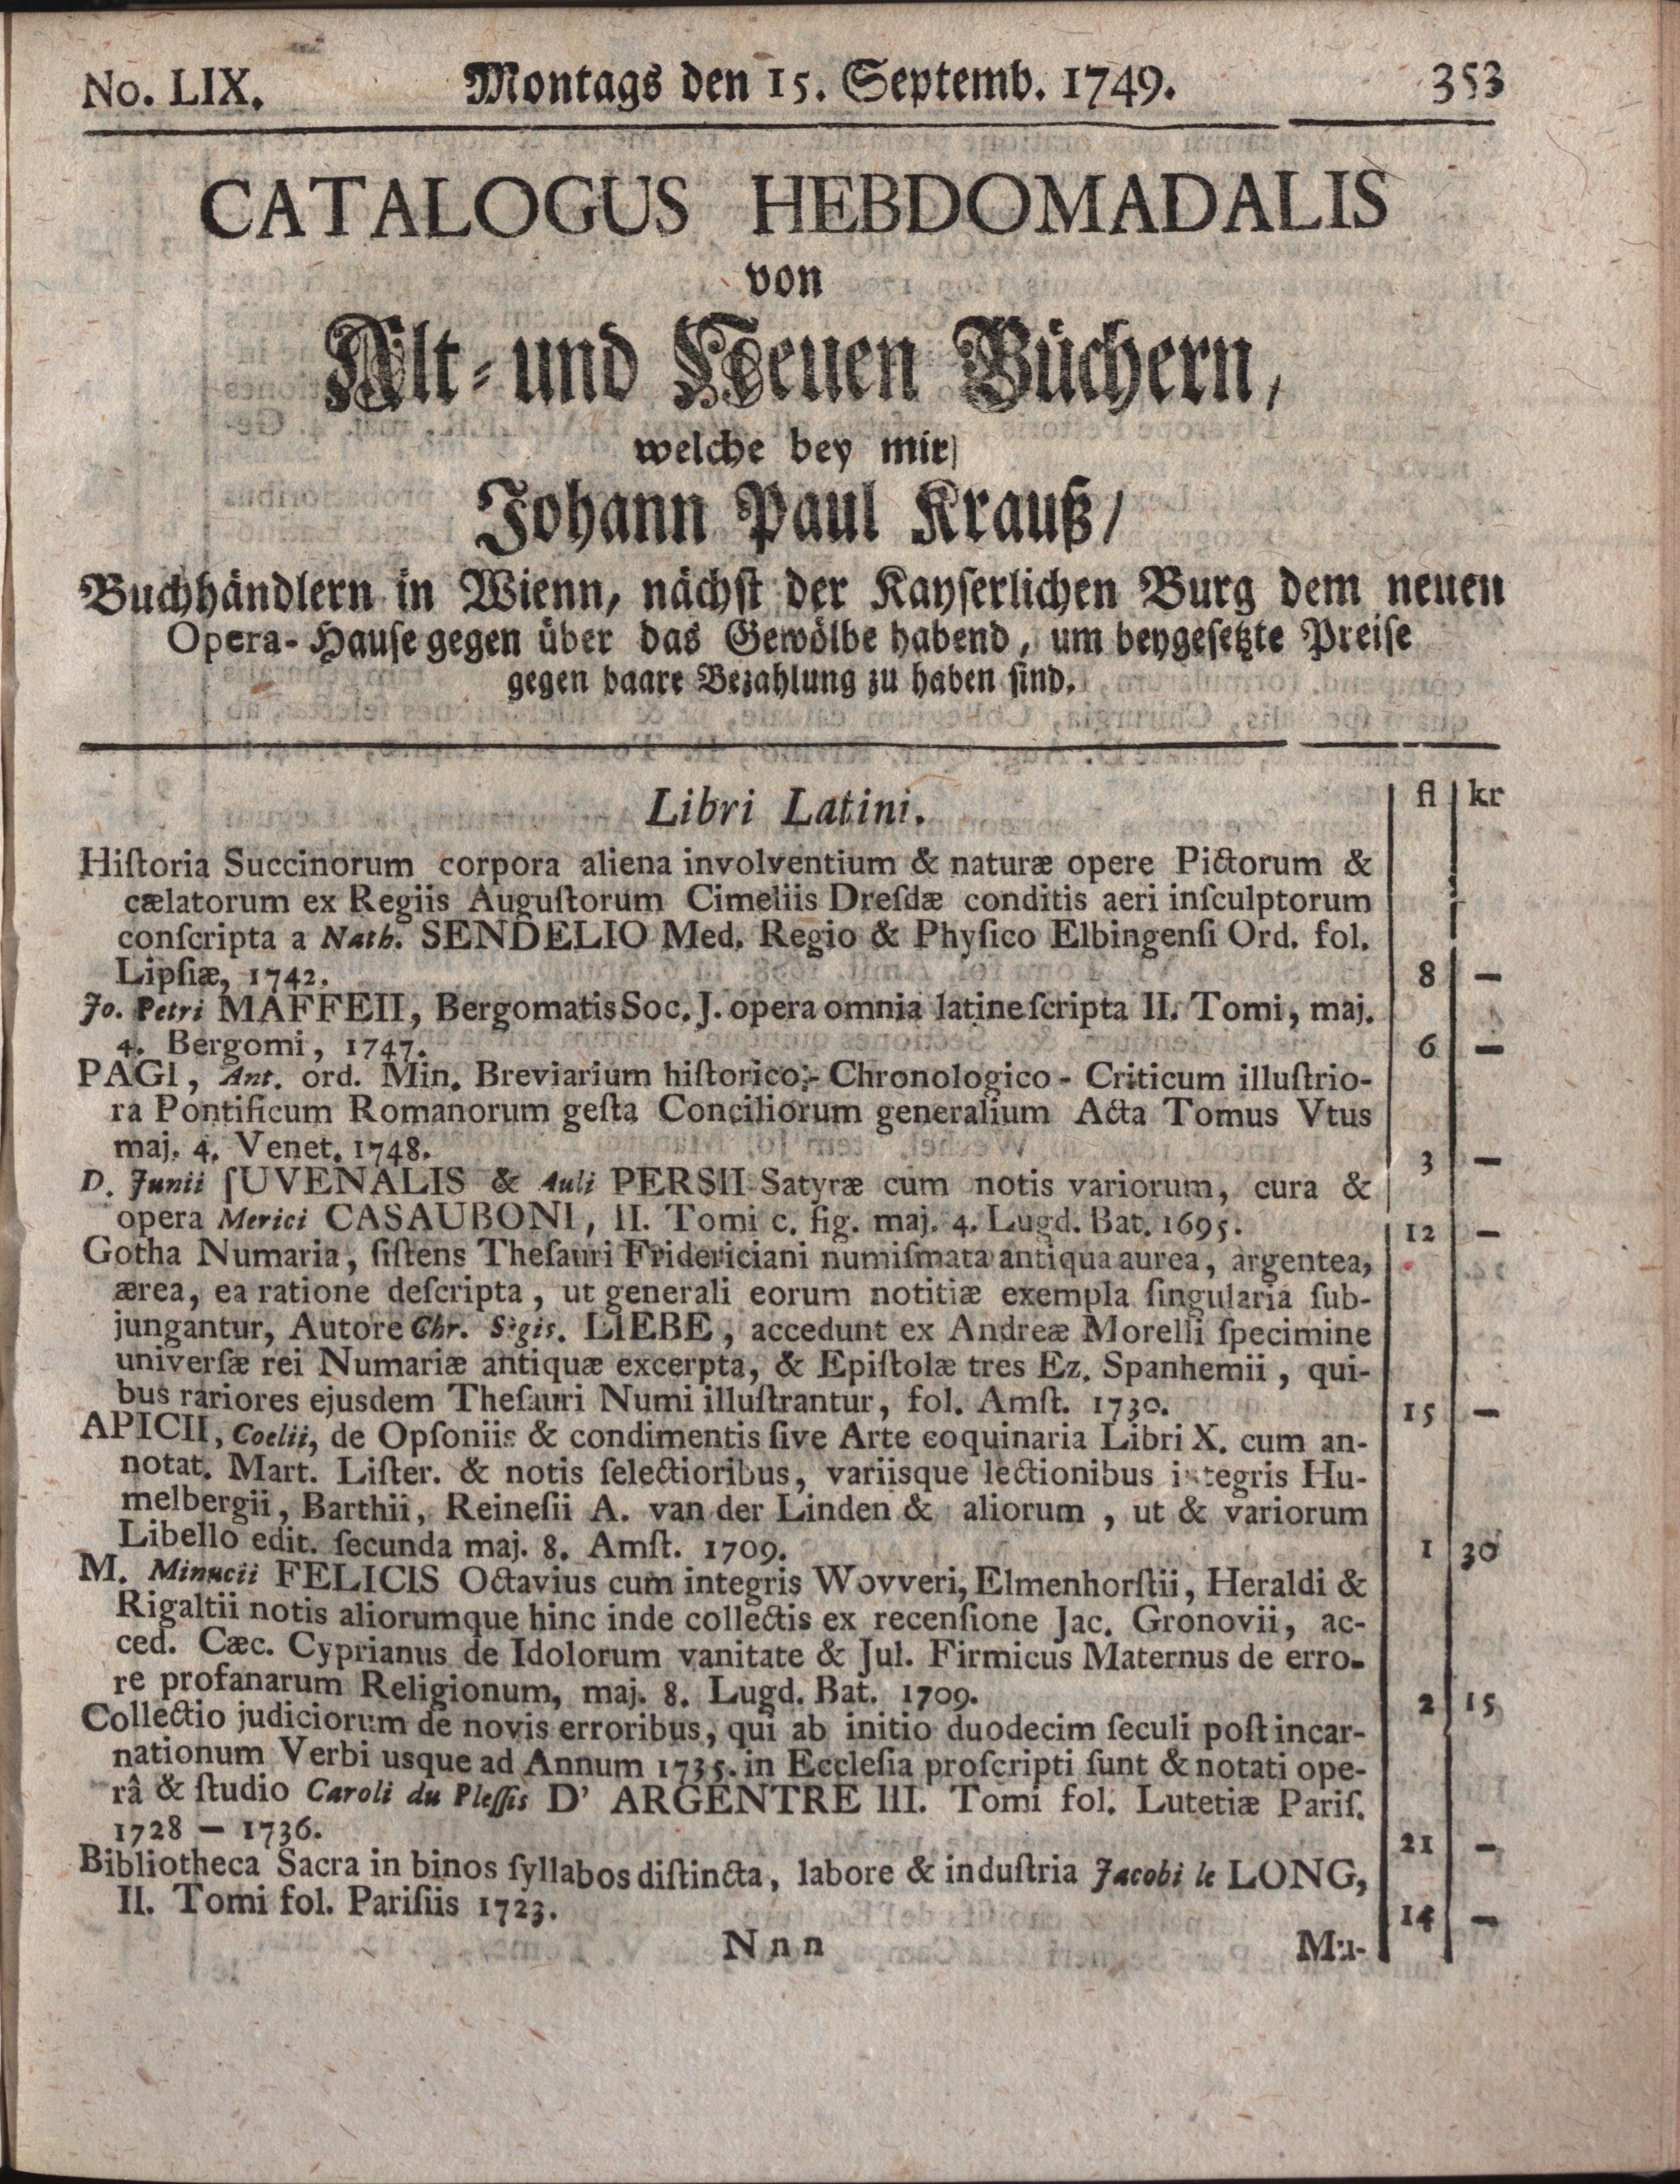 No. LIX. Montags den 15. Septemb. 1749. 353
CATALOGUS HEBDOMADALIS
von
Alt- und Neuen Büchern,
welche bey mir
Johann Paul Krauß/
Buchhändlern in Wienn, nächst der Kayserlichen Burg dem neuen
Opera-Hause gegen über das Gewölbe habend, um beygesetzte Preise
gegen baare Bezahlung zu haben sind.
Libri Latini. fl kr
Hiſtoria Succinorum corpora aliena involventium & naturæ opere Pictorum &
cælatorum ex Regiis Auguſtorum Cimeliis Dreſdæ conditis aeri inſculptorum
conſcripta a Nath. SENDELIO Med. Regio & Phyſico Elbingenſi Ord. fol.
Lipſiæ, 1742. 8 —
Jo. Petri MAFFEII, Bergomatis Soc. J. opera omnia latine ſcripta II. Tomi, maj.
4. Bergomi, 1747. 6 —
PAGI, Ant. ord. Min. Breviarium hiſtorico-Chronologico-Criticum illuſtrio-
ra Pontificum Romanorum geſta Conciliorum generalium Acta Tomus Vtus
maj. 4. Venet. 1748. 3 —
D. Junii ſUVENALIS & Auli PERSII Satyræ cum notis variorum, cura &
opera Merici CASAUBONI, II. Tomi c. fig. maj. 4. Lugd. Bat. 1695. 12 —
Gotha Numaria, ſiſtens Theſauri Fridericiani numiſmata antiqua aurea, argentea,
ærea, ea ratione deſcripta, ut generali eorum notitiæ exempla ſingularia ſub-
jungantur, Autore Chr. Sigis. LIEBE, accedunt ex Andreæ Morelli ſpecimine
univerſæ rei Numariæ antiquæ excerpta, & Epiſtolæ tres Ez. Spanhemii, qui-
bus rariores ejusdem Theſauri Numi illuſtrantur, fol. Amſt. 1730. 15 —
APICII, Coelii, de Opſoniis & condimentis ſive Arte coquinaria Libri X. cum an-
notat. Mart. Liſter. & notis ſelectioribus, variisque lectionibus integris Hu-
melbergii, Barthii, Reineſii A. van der Linden & aliorum, ut & variorum
Libello edit. ſecunda maj. 8. Amſt. 1709. 1 30
M. Minucii FELICIS Octavius cum integris Wovveri, Elmenhorſtii, Heraldi &
Rigaltii notis aliorumque hinc inde collectis ex recenſione Jac. Gronovii, ac-
ced. Cæc. Cyprianus de Idolorum vanitate & Jul. Firmicus Maternus de erro-
re profanarum Religionum, maj. 8. Lugd. Bat. 1709. 2 15
Collectio judiciorum de novis erroribus, qui ab initio duodecim ſeculi poſt incar-
nationum Verbi usque ad Annum 1735. in Eccleſia proſcripti ſunt & notati ope-
râ & ſtudio Caroli du Pleſſis D' ARGENTRE III. Tomi fol. Lutetiæ Pariſ.
1728 — 1736. 21 —
Bibliotheca Sacra in binos ſyllabos diſtincta, labore & induſtria Jacobi le LONG,
II. Tomi fol. Pariſiis 1723. 14 —
Nnn Mu-